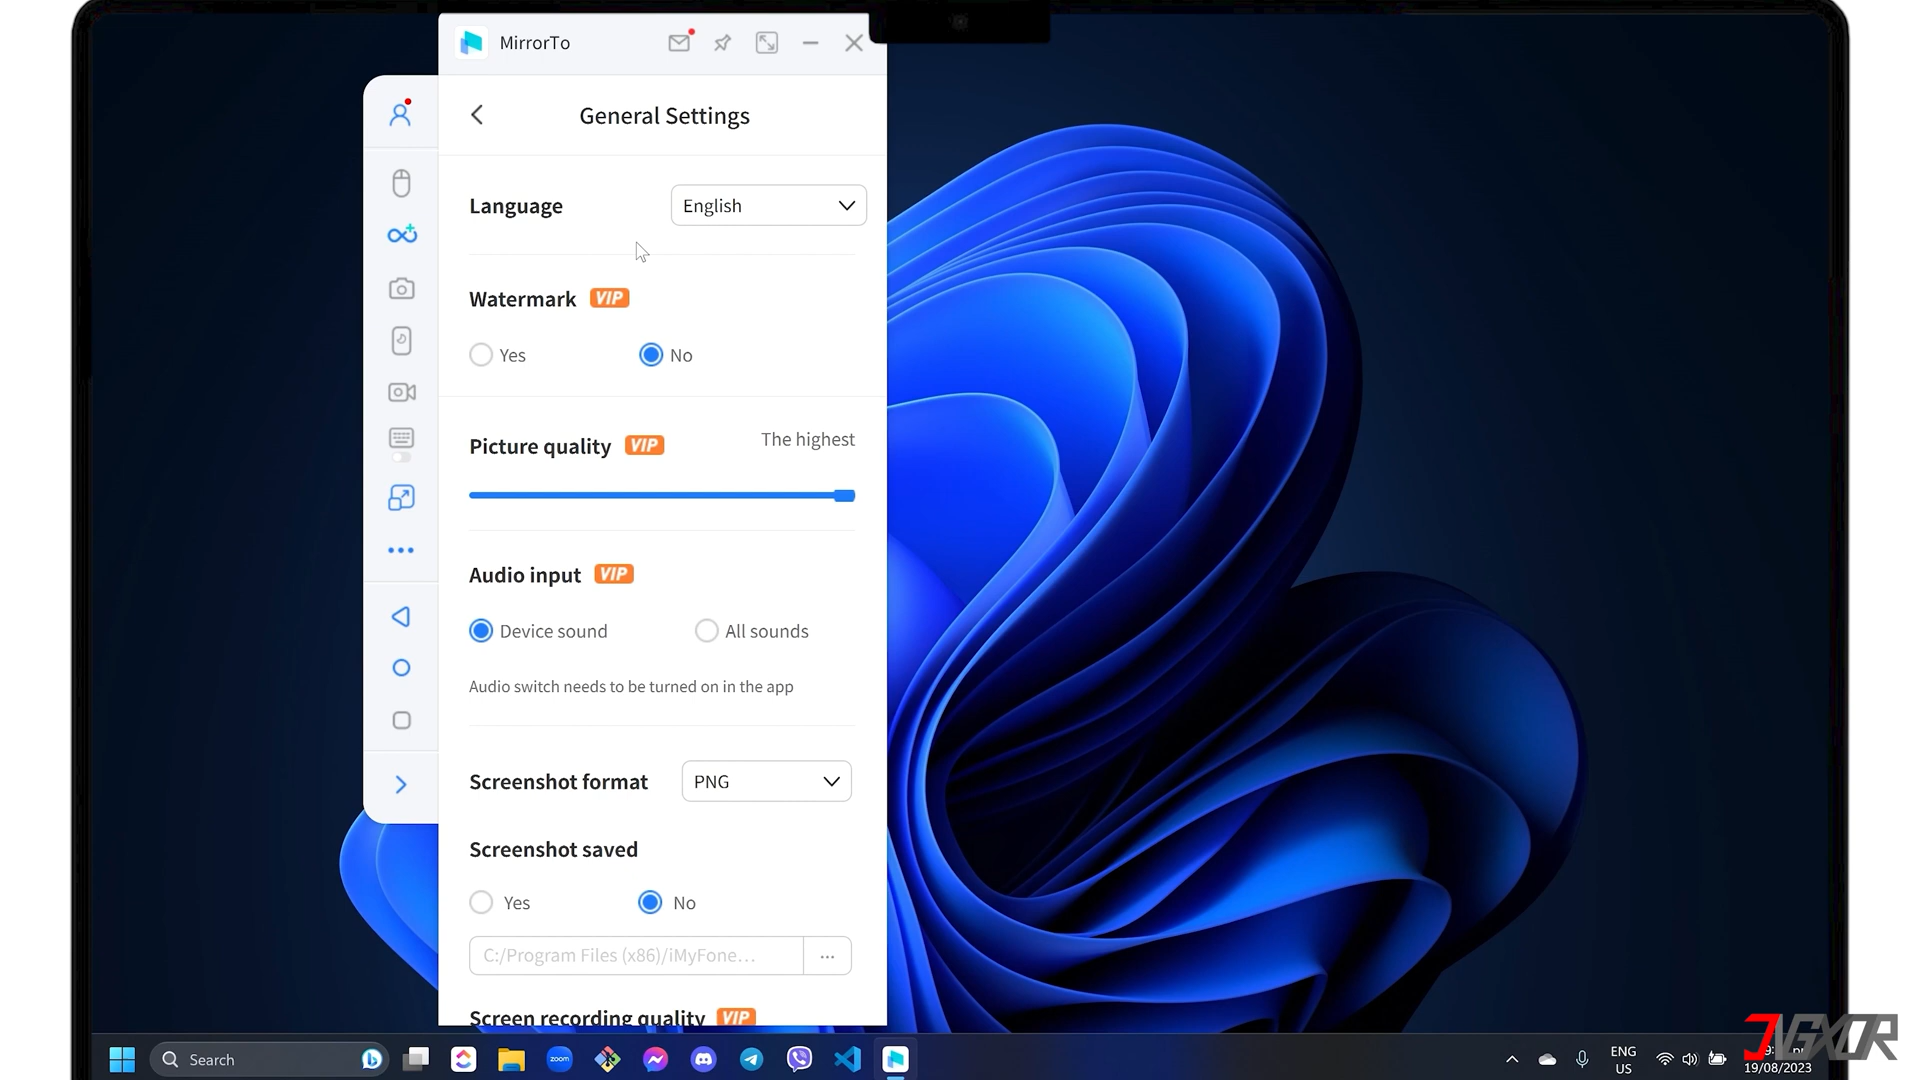 MirrorTo
General Settings
Language
English
Watermark VIP
Yes
No
Picture quality VIP
The highest
Audio input VIP
Device sound
All sounds
Audio switch needs to be turned on in the app
Screenshot format
PNG
Screenshot saved
Yes
No
C:/Program Files (x86)/iMyFone...
...
Screen recording quality VIP
Search
zoom
ENG
US
19/08/2023
JVGXOR